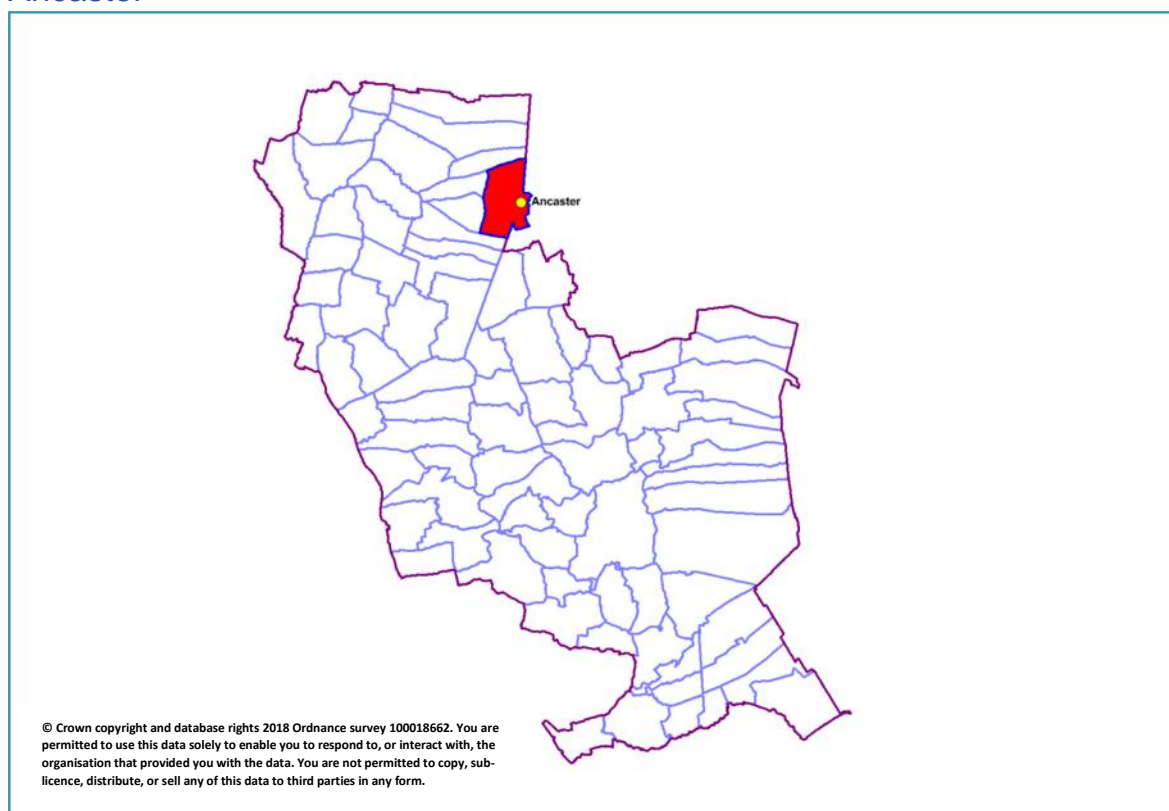 Ancaster
Ancaster
© Crown copyright and database rights 2018 Ordnance survey 100018662. You are
permitted to use this data solely to enable you to respond to, or interact with, the
organisation that provided you with the data. You are not permitted to copy, sub-
licence, distribute, or sell any of this data to third parties in any form.